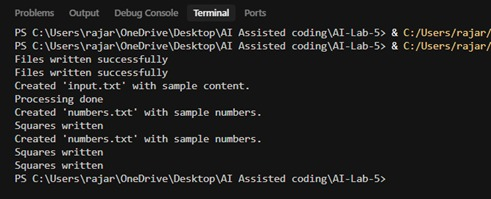 Problems Output Debug Console Terminal Ports
PS C:\Users\rajar\OneDrive\Desktop\AI Assisted coding\AI-Lab-5> & C:/Users/rajar/
PS C:\Users\rajar\OneDrive\Desktop\AI Assisted coding\AI-Lab-5> & C:/Users/rajar/
Files written successfully
Files written successfully
Created 'input.txt' with sample content.
Processing done
Created 'numbers.txt' with sample numbers.
Squares written
Created 'numbers.txt' with sample numbers.
Squares written
Squares written
PS C:\Users\rajar\OneDrive\Desktop\AI Assisted coding\AI-Lab-5>